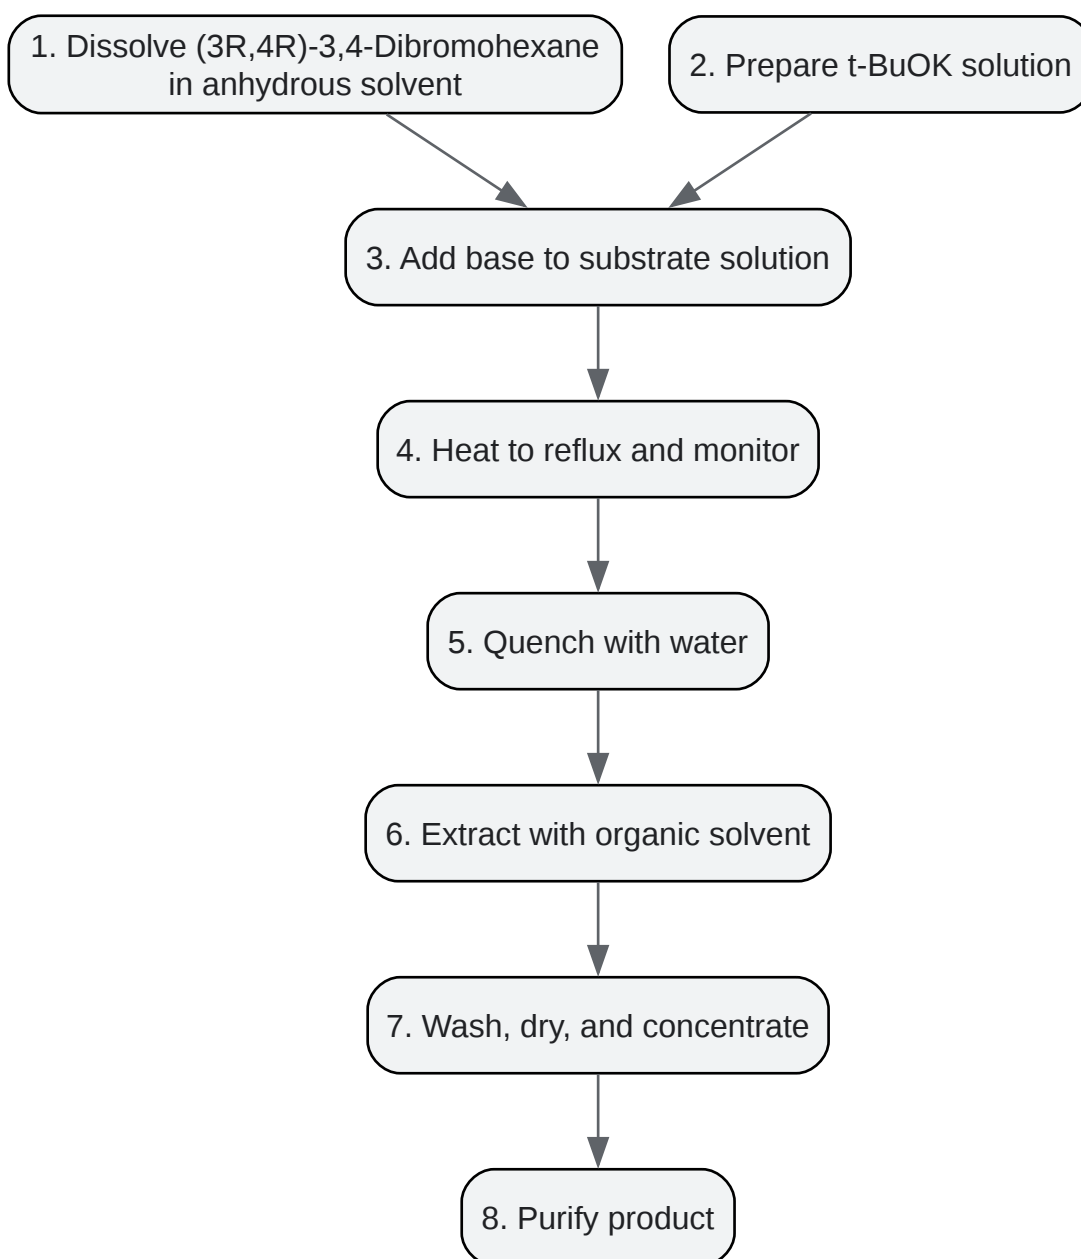 1. Dissolve (3R,4R)-3,4-Dibromohexane
in anhydrous solvent
2. Prepare t-BuOK solution
3. Add base to substrate solution
4. Heat to reflux and monitor
5. Quench with water
6. Extract with organic solvent
7. Wash, dry, and concentrate
8. Purify product